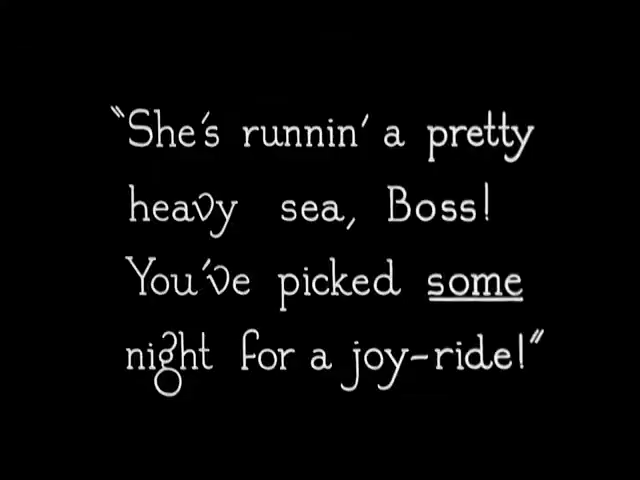 "She's runnin' a pretty
heavy sea, Boss!
You've picked some
night for a joy-ride!"